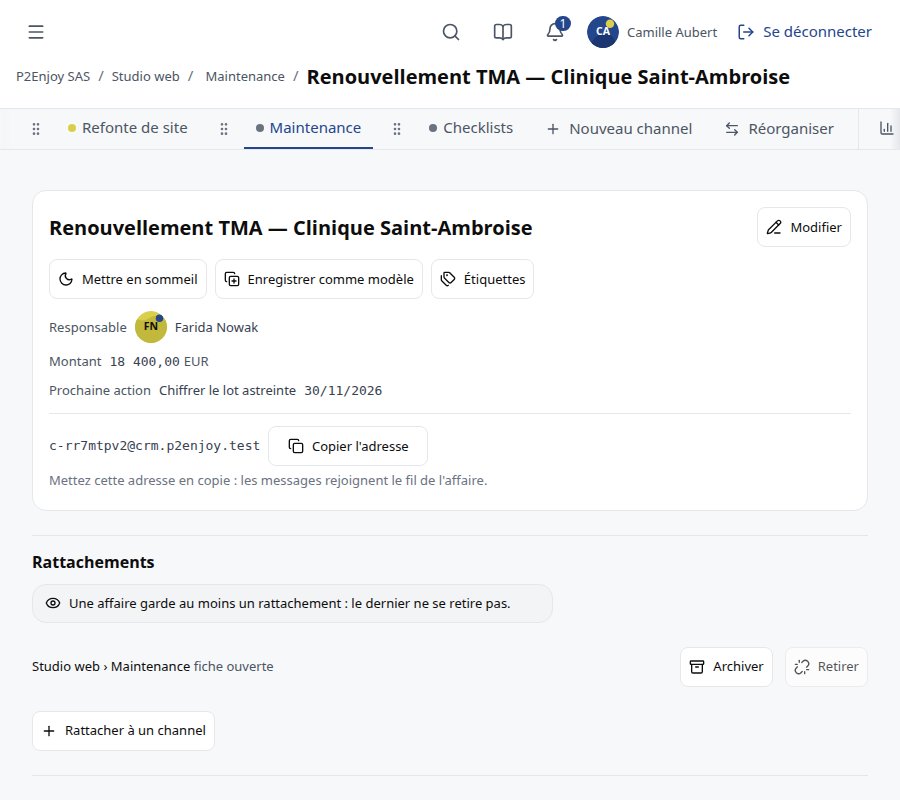 1 CA Camille Aubert Se déconnecter
P2Enjoy SAS / Studio web / Maintenance / Renouvellement TMA — Clinique Saint-Ambroise
Refonte de site Maintenance Checklists Nouveau channel Réorganiser
Renouvellement TMA — Clinique Saint-Ambroise Modifier
Mettre en sommeil Enregistrer comme modèle Étiquettes
Responsable FN Farida Nowak
Montant 18 400,00 EUR
Prochaine action Chiffrer le lot astreinte 30/11/2026
c-rr7mtpv2@crm.p2enjoy.test Copier l'adresse
Mettez cette adresse en copie : les messages rejoignent le fil de l'affaire.
Rattachements
Une affaire garde au moins un rattachement : le dernier ne se retire pas.
Studio web › Maintenance fiche ouverte Archiver Retirer
Rattacher à un channel